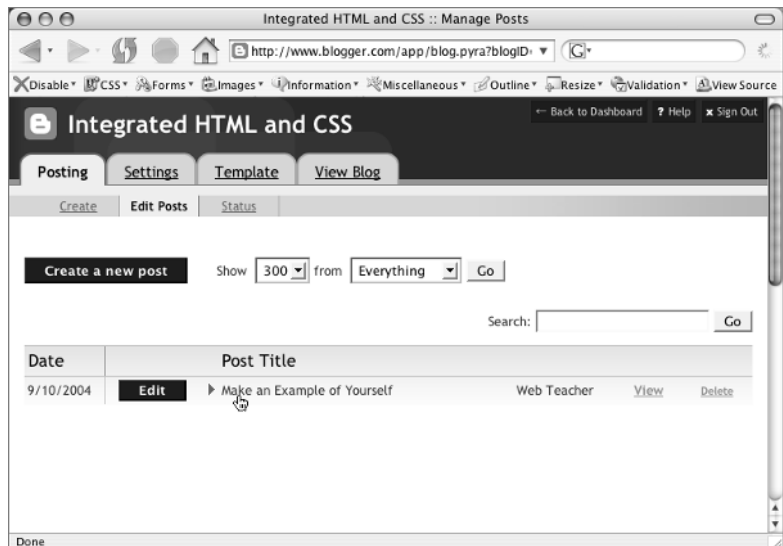 Integrated HTML and CSS :: Manage Posts
http://www.blogger.com/app/blog.pyra?blogID G
Disable CSS Forms Images Information Miscellaneous Outline Resize Validation View Source
Integrated HTML and CSS
← Back to Dashboard ? Help x Sign Out
Posting Settings Template View Blog
Create Edit Posts Status
Create a new post Show 300 from Everything Go
Search: Go
Date Post Title
9/10/2004 Edit Make an Example of Yourself Web Teacher View Delete
Done